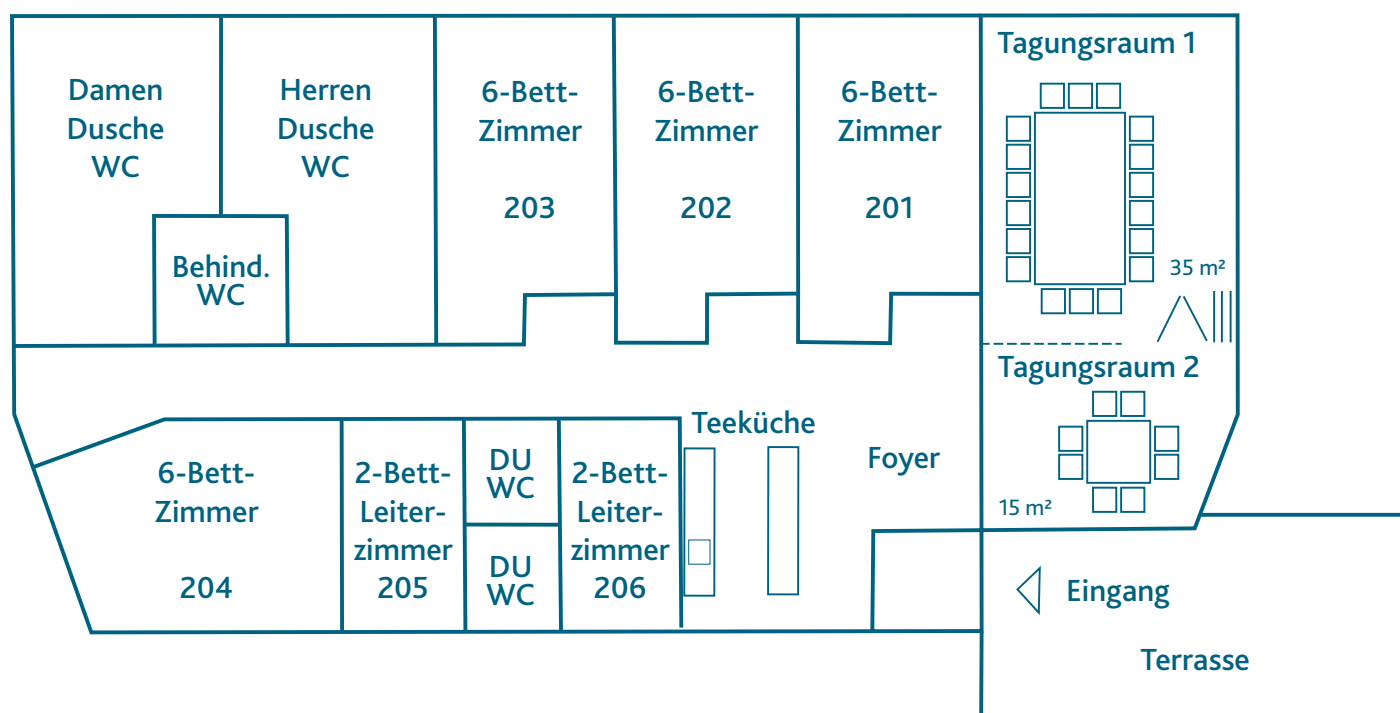 Damen
Dusche
WC
Herren
Dusche
WC
Behind.
WC
6-Bett-
Zimmer
203
6-Bett-
Zimmer
202
6-Bett-
Zimmer
201
Tagungsraum 1
35 m²
Tagungsraum 2
15 m²
6-Bett-
Zimmer
204
2-Bett-
Leiter-
zimmer
205
DU
WC
DU
WC
2-Bett-
Leiter-
zimmer
206
Teeküche
Foyer
Eingang
Terrasse